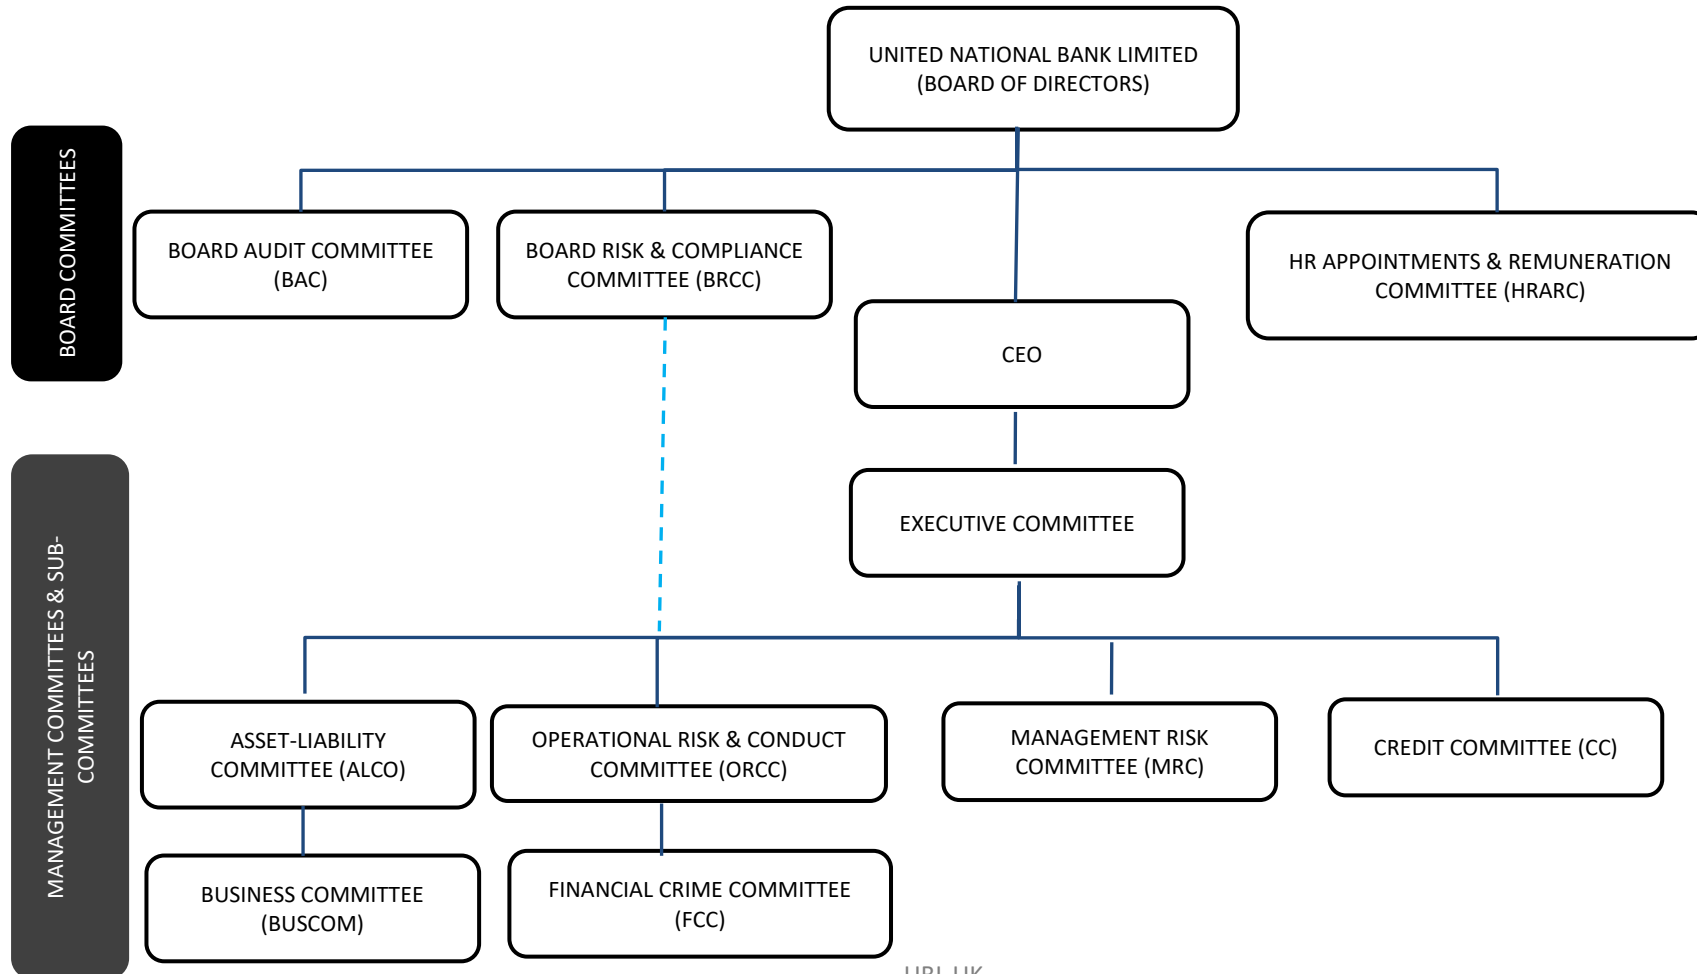 UNITED NATIONAL BANK LIMITED
(BOARD OF DIRECTORS)
BOARD COMMITTEES
BOARD AUDIT COMMITTEE
(BAC)
BOARD RISK & COMPLIANCE
COMMITTEE (BRCC)
HR APPOINTMENTS & REMUNERATION
COMMITTEE (HRARC)
CEO
EXECUTIVE COMMITTEE
MANAGEMENT COMMITTEES & SUB-
COMMITTEES
ASSET-LIABILITY
COMMITTEE (ALCO)
OPERATIONAL RISK & CONDUCT
COMMITTEE (ORCC)
MANAGEMENT RISK
COMMITTEE (MRC)
CREDIT COMMITTEE (CC)
BUSINESS COMMITTEE
(BUSCOM)
FINANCIAL CRIME COMMITTEE
(FCC)